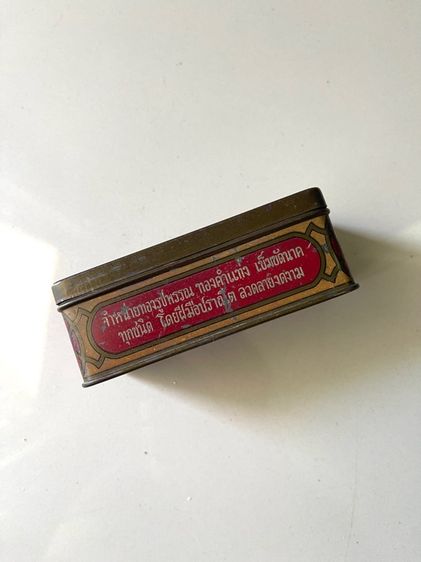 จำหน่ายทองรูปพรรณ ทองคำแท่ง เข็มขัดนาค
ทุกชนิด โดยฝีมือปราณีต ลวดลายงดงาม